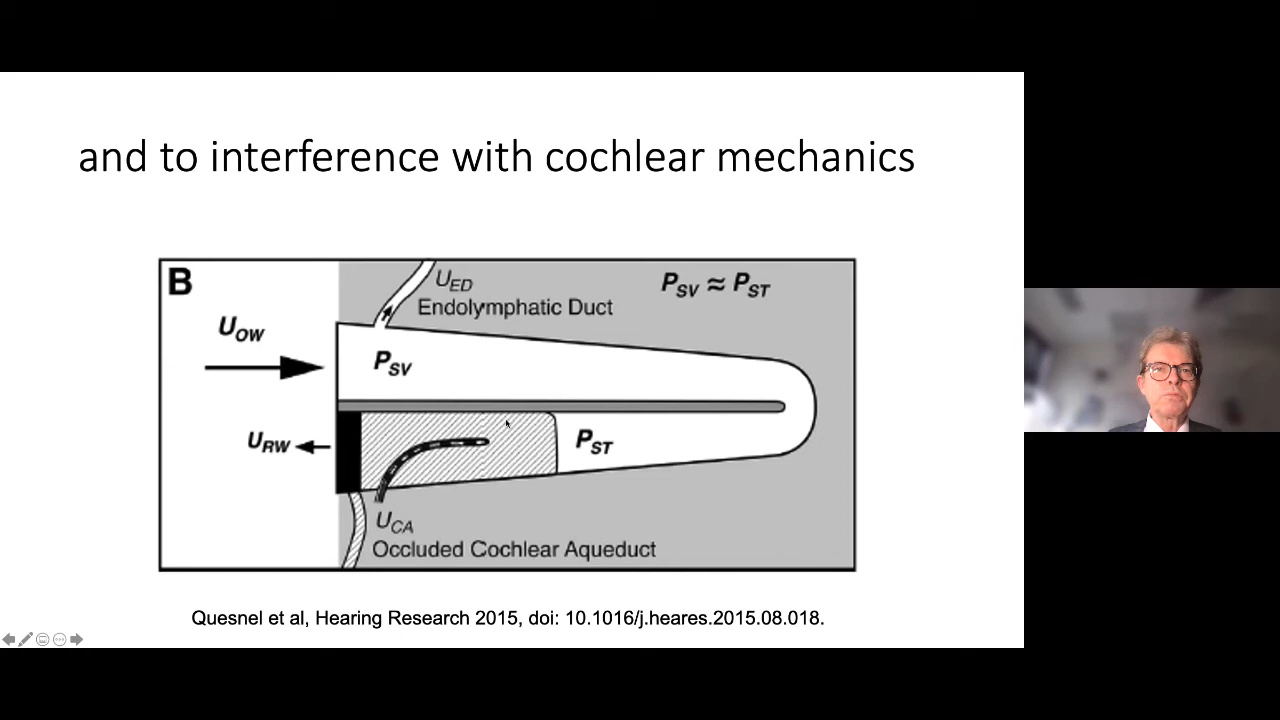 and to interference with cochlear mechanics
B
U_ED
Endolymphatic Duct
P_SV ≈ P_ST
U_OW
P_SV
U_RW
P_ST
U_CA
Occluded Cochlear Aqueduct
Quesnel et al, Hearing Research 2015, doi: 10.1016/j.heares.2015.08.018.